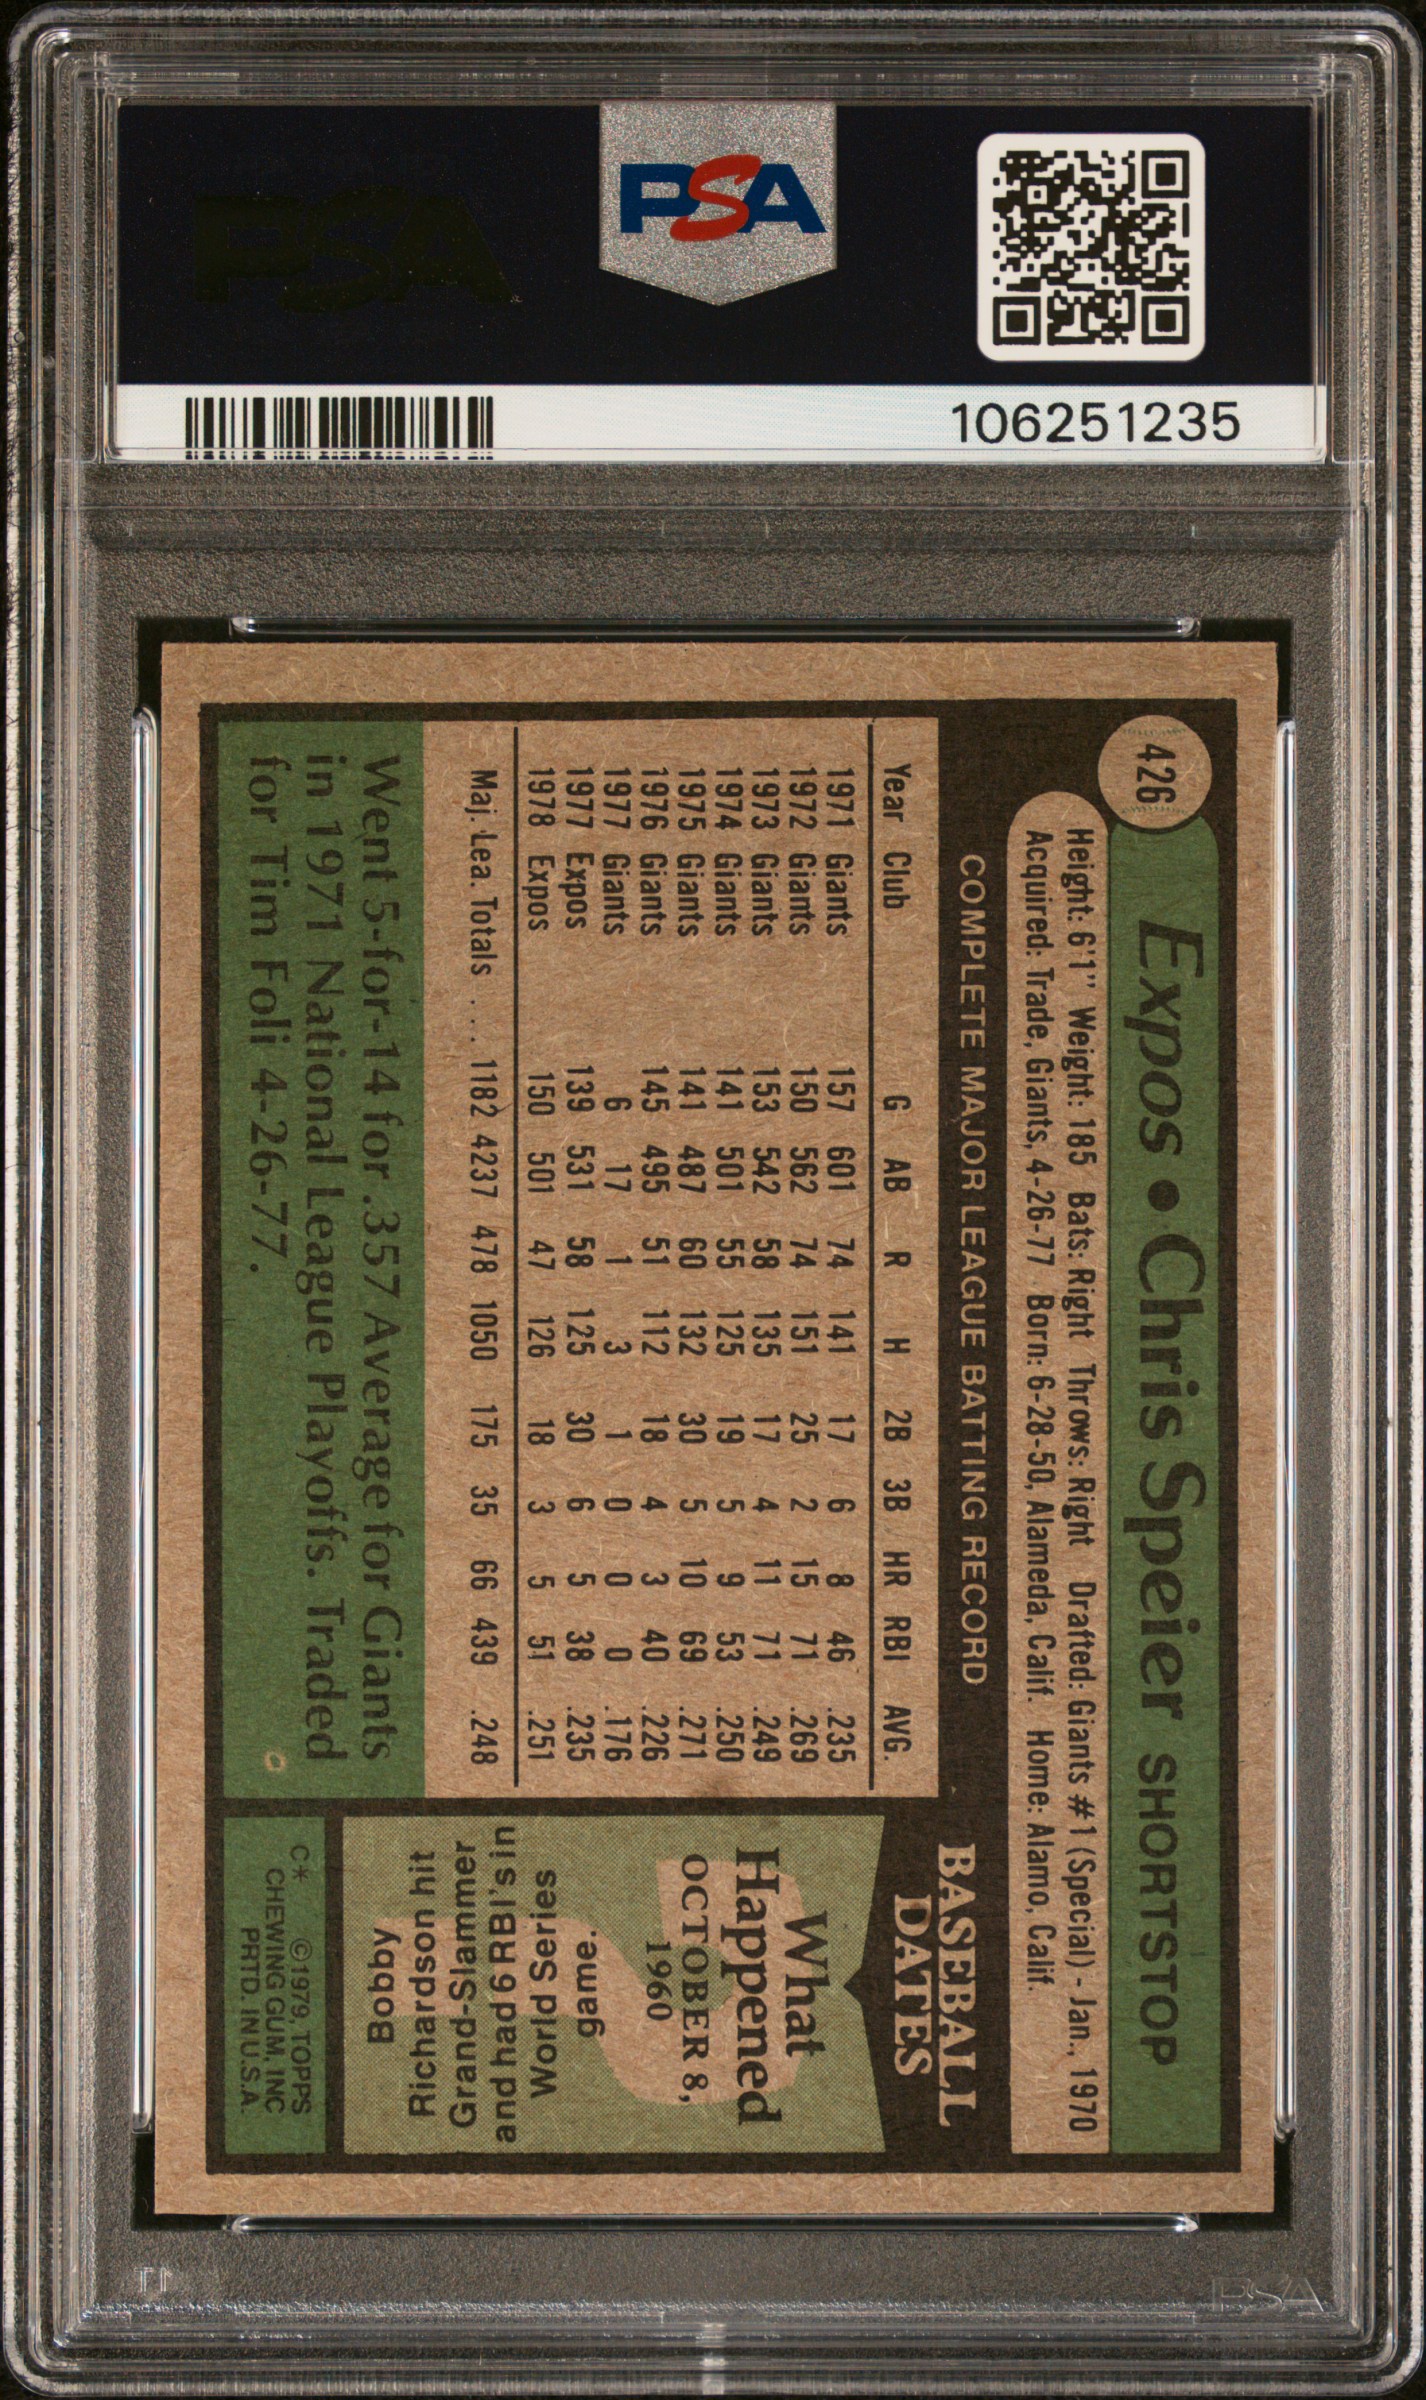 PSA
PSA
106251235
426
Expos • Chris Speier SHORTSTOP
Height: 6'1" Weight: 185 Bats: Right Throws: Right Drafted: Giants #1 (Special) - Jan., 1970
Acquired: Trade, Giants, 4-26-77 Born: 6-28-50, Alameda, Calif. Home: Alamo, Calif.
COMPLETE MAJOR LEAGUE BATTING RECORD
Year Club G AB R H 2B 3B HR RBI AVG.
1971 Giants 157 601 74 141 17 6 8 46 .235
1972 Giants 150 562 74 151 25 2 15 71 .269
1973 Giants 153 542 58 135 17 4 11 71 .249
1974 Giants 141 501 55 125 19 5 9 53 .250
1975 Giants 141 487 60 132 30 5 10 69 .271
1976 Giants 145 495 51 112 18 4 3 40 .226
1977 Giants 6 17 1 3 1 0 0 0 .176
1977 Expos 139 531 58 125 30 6 5 38 .235
1978 Expos 150 501 47 126 18 3 5 51 .251
Maj. Lea. Totals . . . 1182 4237 478 1050 175 35 66 439 .248
Went 5-for-14 for .357 Average for Giants
in 1971 National League Playoffs. Traded
for Tim Foli 4-26-77.
BASEBALL
DATES
What
Happened
OCTOBER 8,
1960
Bobby
Richardson hit
Grand-Slammer
and had 6 RBI's in
World Series
game.
C* ©1979, TOPPS
CHEWING GUM, INC
PRTD. IN U.S.A.
PSA